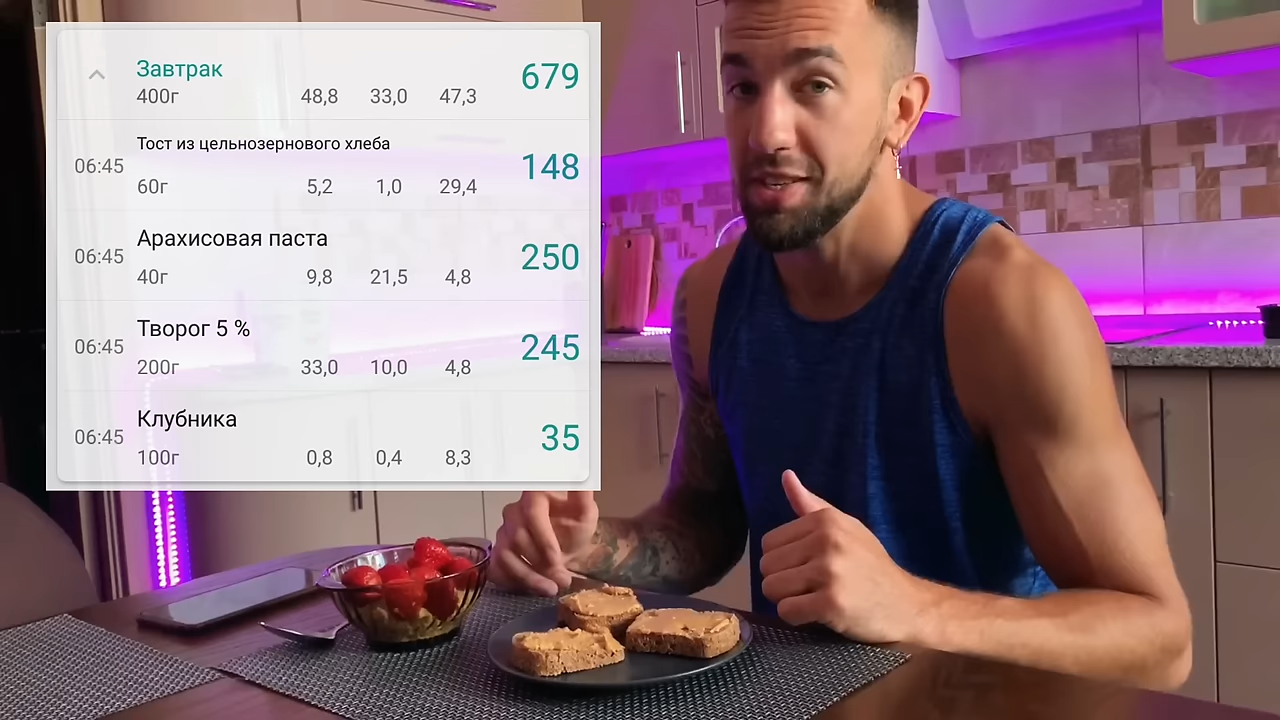 Завтрак 679
400г 48,8 33,0 47,3
Тост из цельнозернового хлеба
06:45 148
60г 5,2 1,0 29,4
Арахисовая паста
06:45 250
40г 9,8 21,5 4,8
Творог 5 %
06:45 245
200г 33,0 10,0 4,8
Клубника
06:45 35
100г 0,8 0,4 8,3